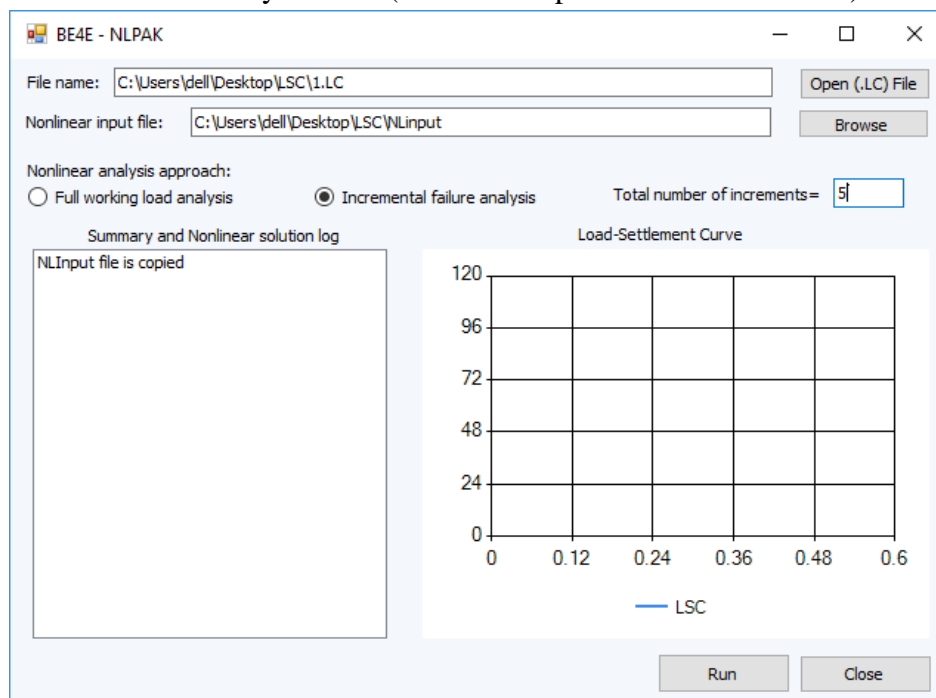 BE4E - NLPAK
File name: C:\Users\dell\Desktop\LSC\1.LC Open (.LC) File
Nonlinear input file: C:\Users\dell\Desktop\LSC\NLinput Browse
Nonlinear analysis approach:
Full working load analysis Incremental failure analysis Total number of increments= 5
Summary and Nonlinear solution log
NLInput file is copied
Load-Settlement Curve
120
96
72
48
24
0
0 0.12 0.24 0.36 0.48 0.6
LSC
Run Close